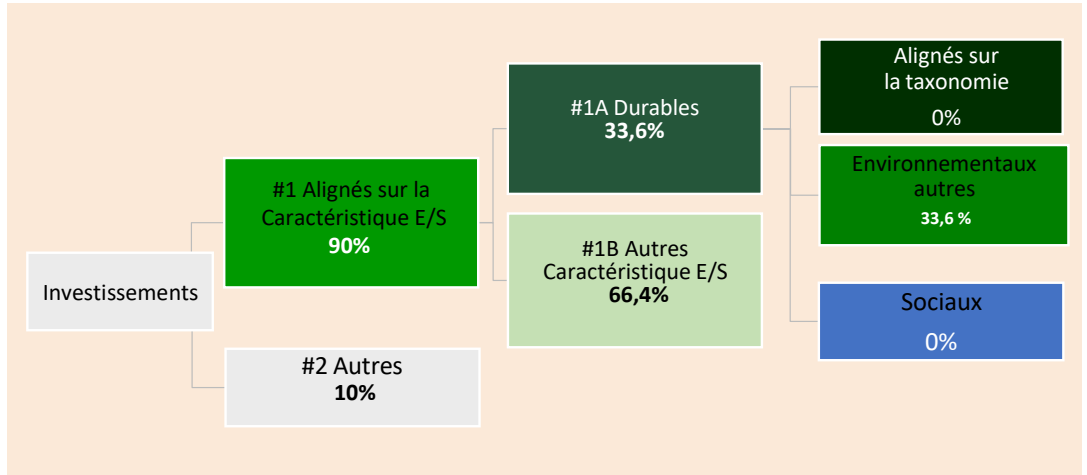 Investissements
#1 Alignés sur la
Caractéristique E/S
90%
#2 Autres
10%
#1A Durables
33,6%
#1B Autres
Caractéristique E/S
66,4%
Alignés sur
la taxonomie
0%
Environnementaux
autres
33,6 %
Sociaux
0%